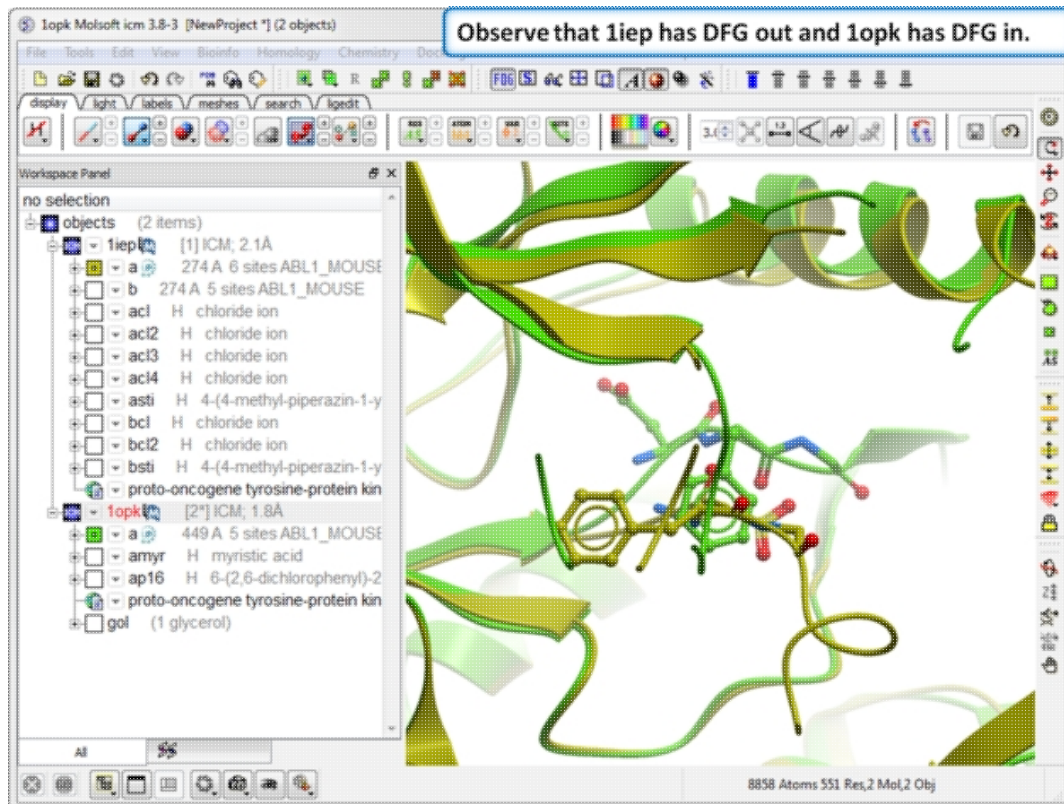 1opk Molsoft icm 3.8-3 [NewProject *] (2 objects)
Observe that 1iep has DFG out and 1opk has DFG in.
File Tools Edit View Bioinfo Homology Chemistry
display light labels meshes search ligedit
Workspace Panel
no selection
objects (2 items)
1iep [1] ICM; 2.1Å
a 274 A 6 sites ABL1_MOUSE
b 274 A 5 sites ABL1_MOUSE
acl H chloride ion
acl2 H chloride ion
acl3 H chloride ion
acl4 H chloride ion
asti H 4-(4-methyl-piperazin-1-y
bcl H chloride ion
bcl2 H chloride ion
bsti H 4-(4-methyl-piperazin-1-y
proto-oncogene tyrosine-protein kin
1opk [2*] ICM; 1.8Å
a 449 A 5 sites ABL1_MOUSE
amyr H myristic acid
ap16 H 6-(2,6-dichlorophenyl)-2
proto-oncogene tyrosine-protein kin
gol (1 glycerol)
All
8858 Atoms 551 Res,2 Mol,2 Obj